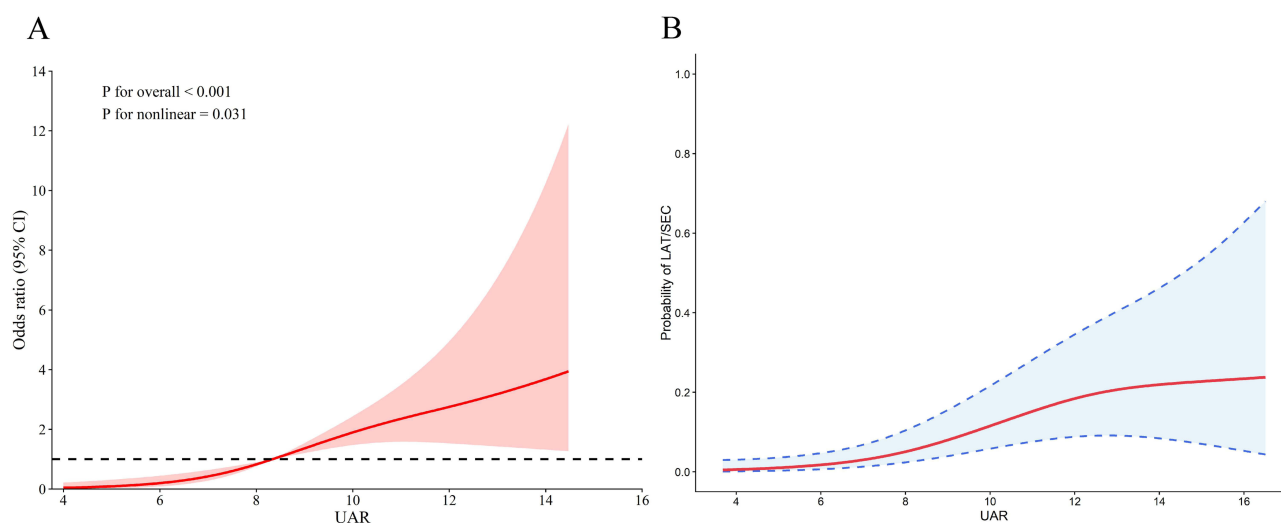 A
14
12
10
8
6
4
2
0
Odds ratio (95% CI)
P for overall < 0.001
P for nonlinear = 0.031
4 6 8 10 12 14 16
UAR
B
1.0
0.8
0.6
0.4
0.2
0.0
Probability of LAT/SEC
4 6 8 10 12 14 16
UAR